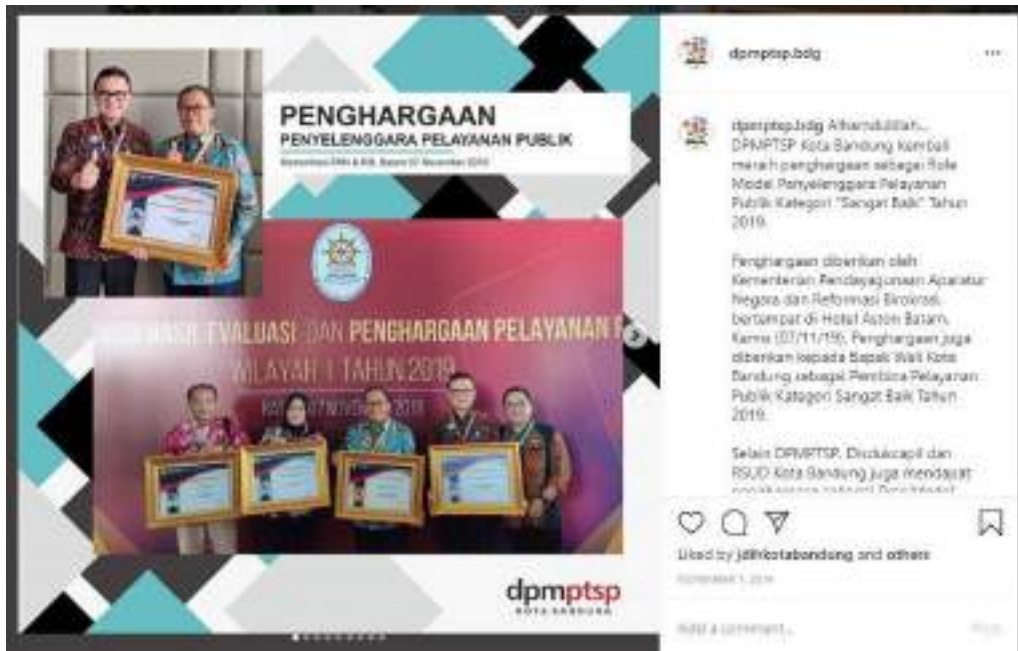 PENGHARGAAN
PENYELENGGARA PELAYANAN PUBLIK
HASIL EVALUASI DAN PENGHARGAAN PELAYANAN P
WILAYAH I TAHUN 2019
07 NOVEMBER 2019
dpmptsp
KOTA BANDUNG
dpmptsp.bdg
dpmptsp.bdg Alhamdulillah...
DPMPTSP Kota Bandung kembali
meraih penghargaan sebagai Role
Model Penyelenggara Pelayanan
Publik Kategori "Sangat Baik" Tahun
2019.
Penghargaan diberikan oleh
Kementerian Pendayagunaan Aparatur
Negara dan Reformasi Birokrasi,
bertempat di Hotel Aston Batam,
Kamis (07/11/19). Penghargaan juga
diberikan kepada Bapak Wali Kota
Bandung sebagai Pembina Pelayanan
Publik Kategori Sangat Baik Tahun
2019.
Selain DPMPTSP, Disdukcapil dan
RSUD Kota Bandung juga mendapat
Liked by jdihkotabandung and others
Add a comment...
Post